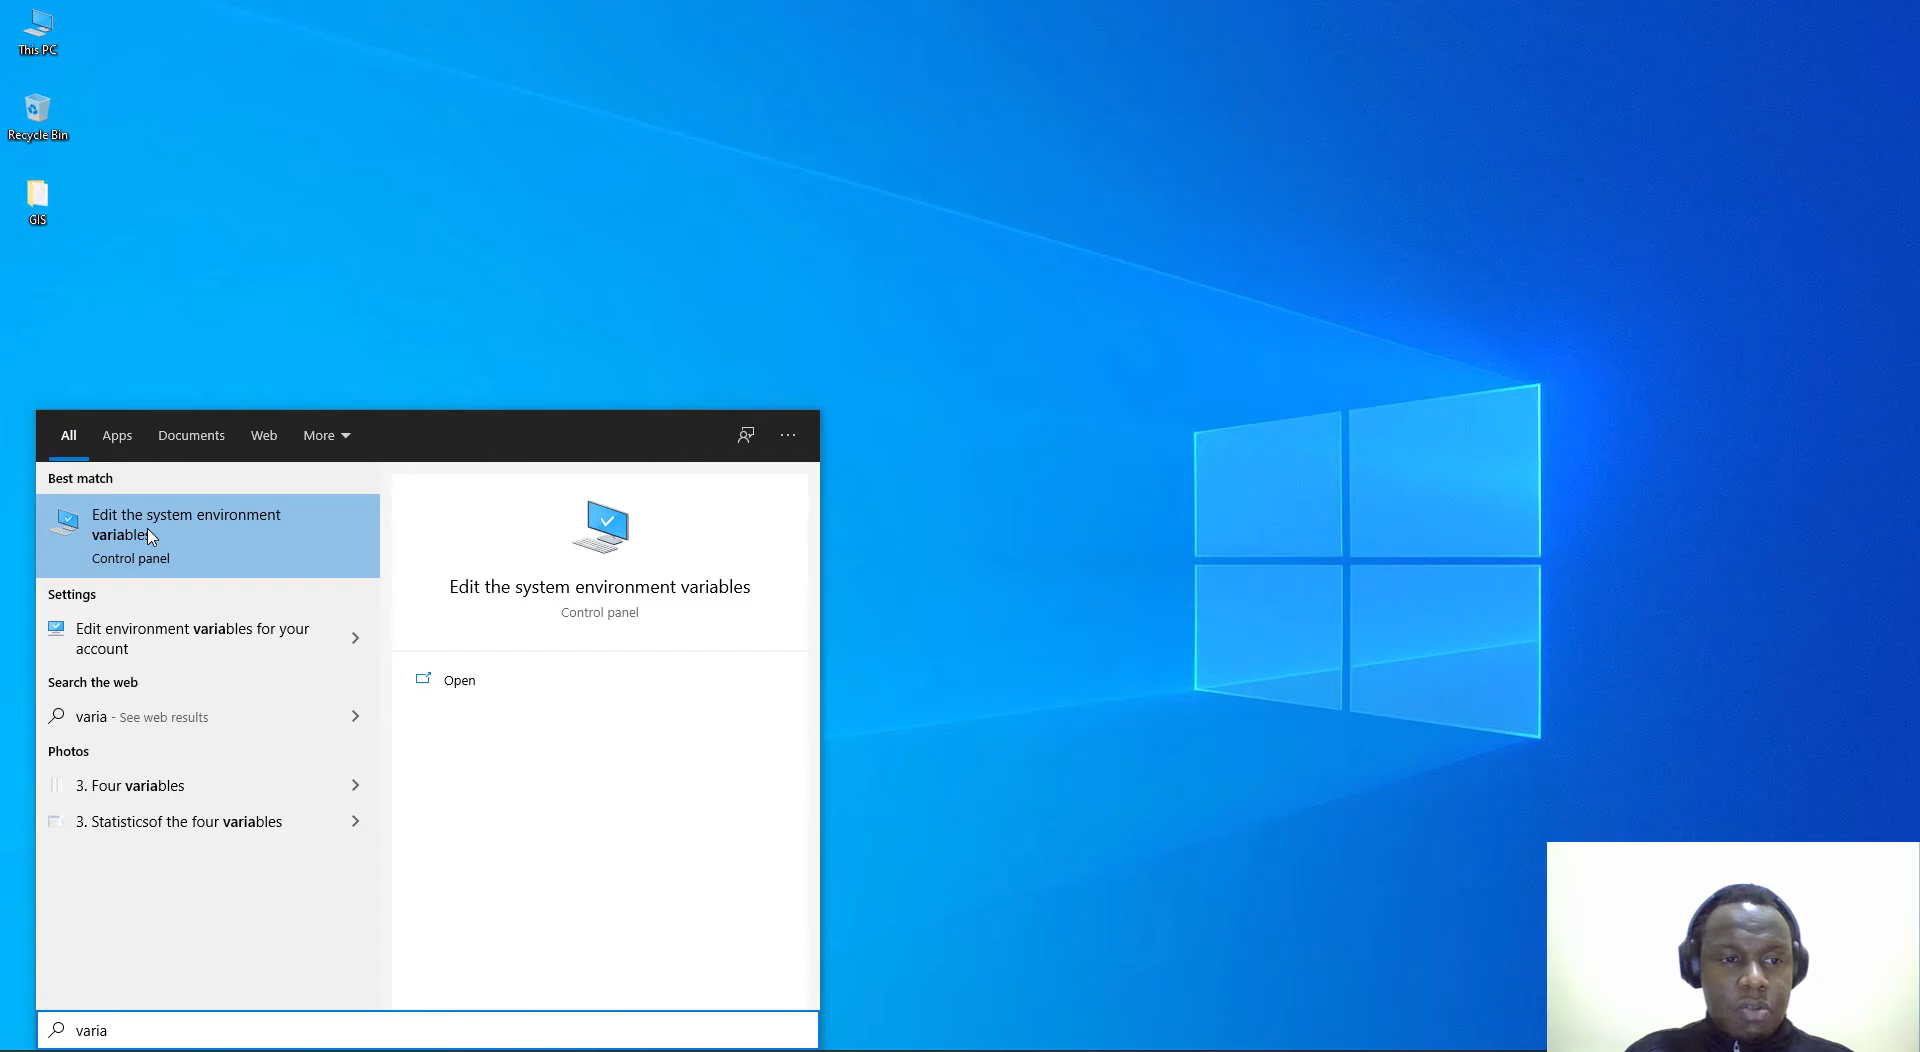 This PC
Recycle Bin
GIS
All Apps Documents Web More
Best match
Edit the system environment
variables
Control panel
Settings
Edit environment variables for your
account
Search the web
varia - See web results
Photos
3. Four variables
3. Statisticsof the four variables
Edit the system environment variables
Control panel
Open
varia